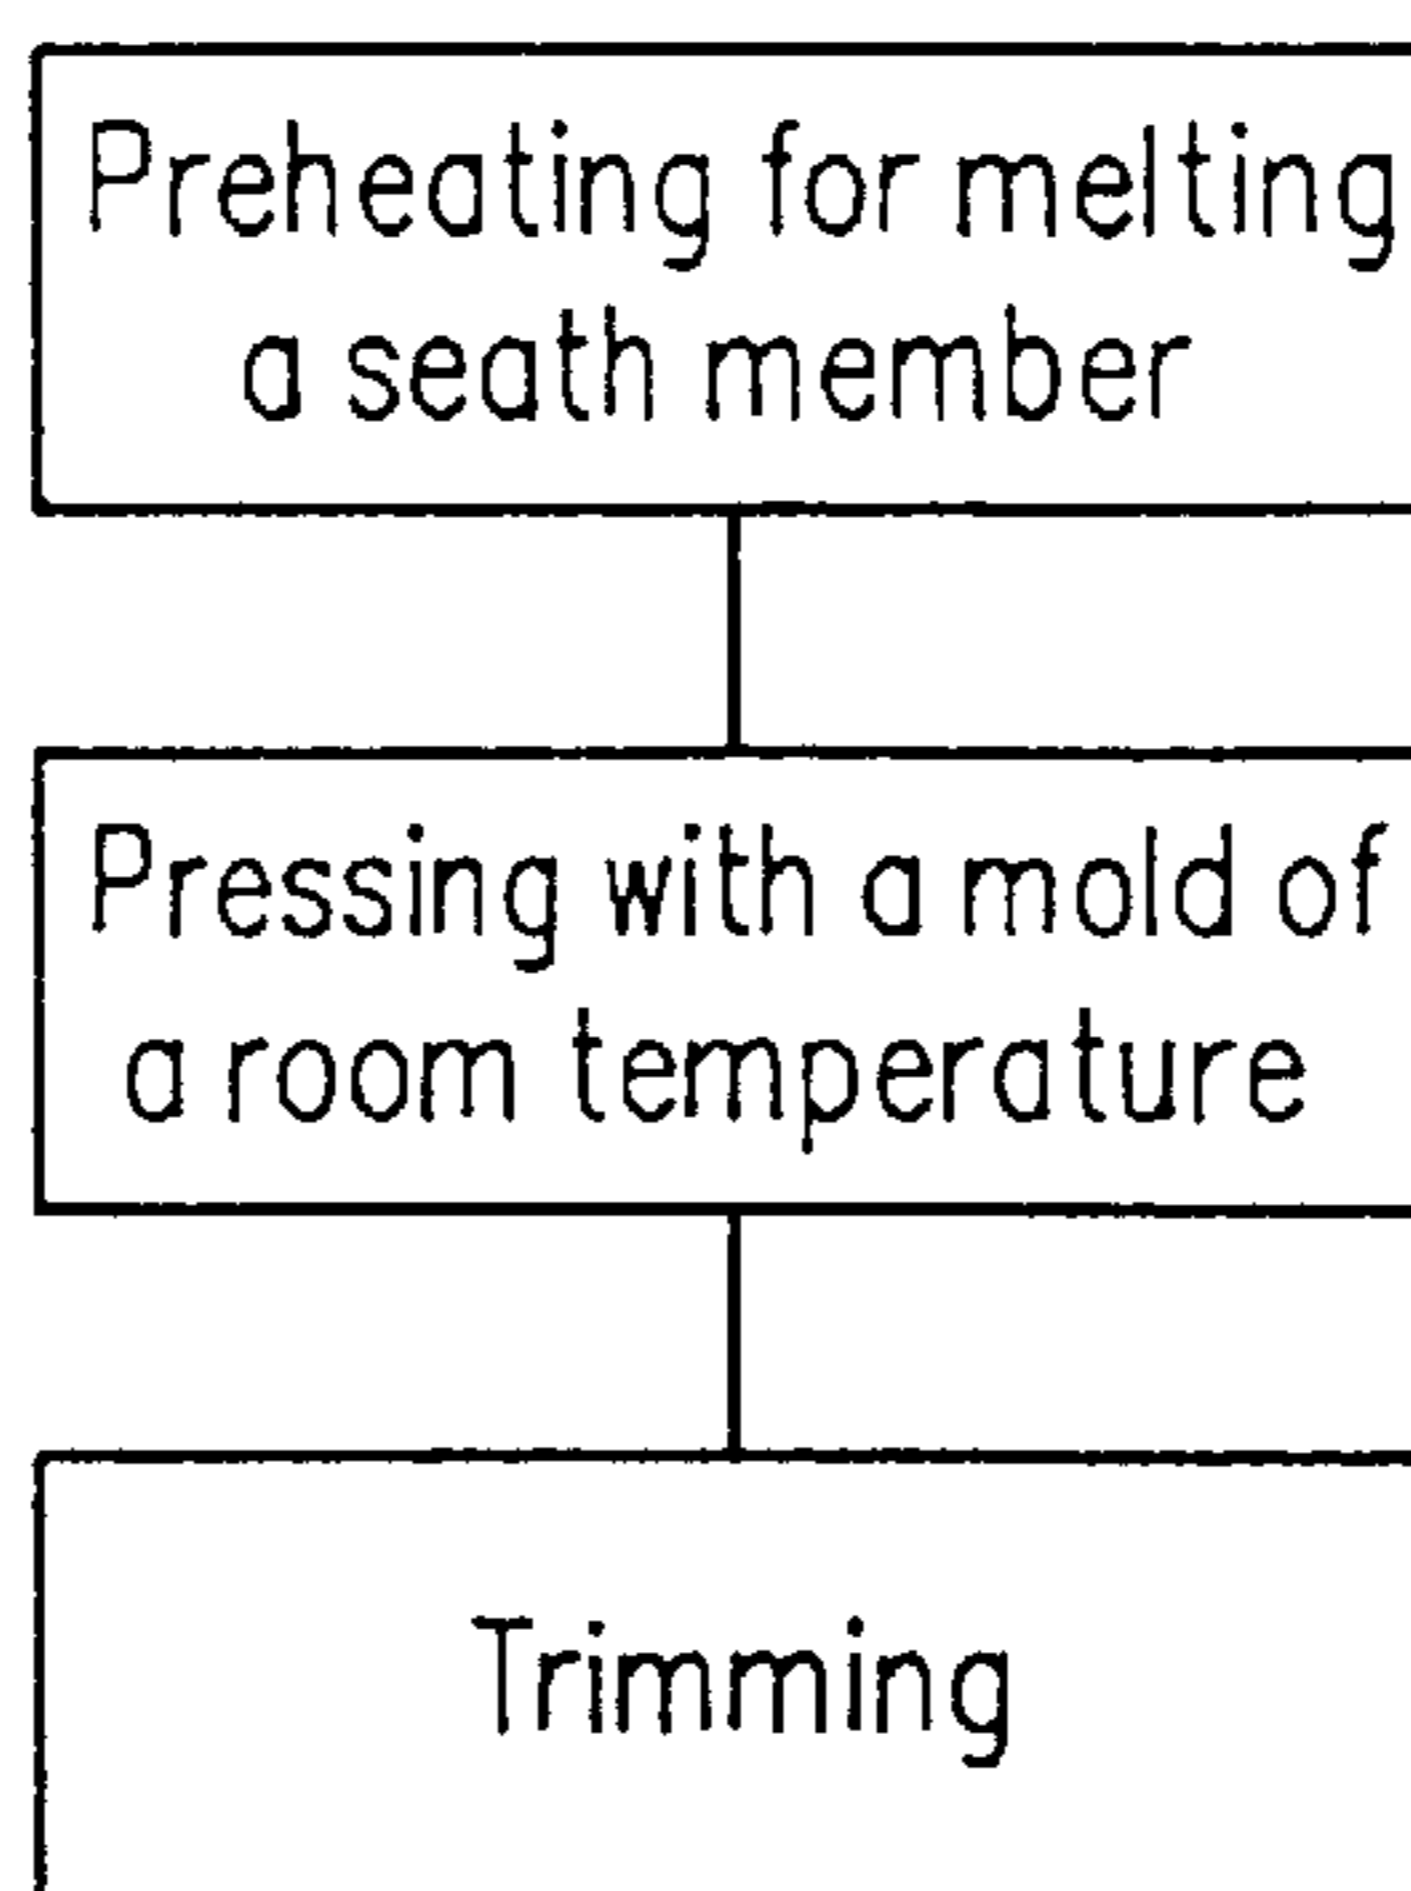 Preheating for melting
a seath member
Pressing with a mold of
a room temperature
Trimming